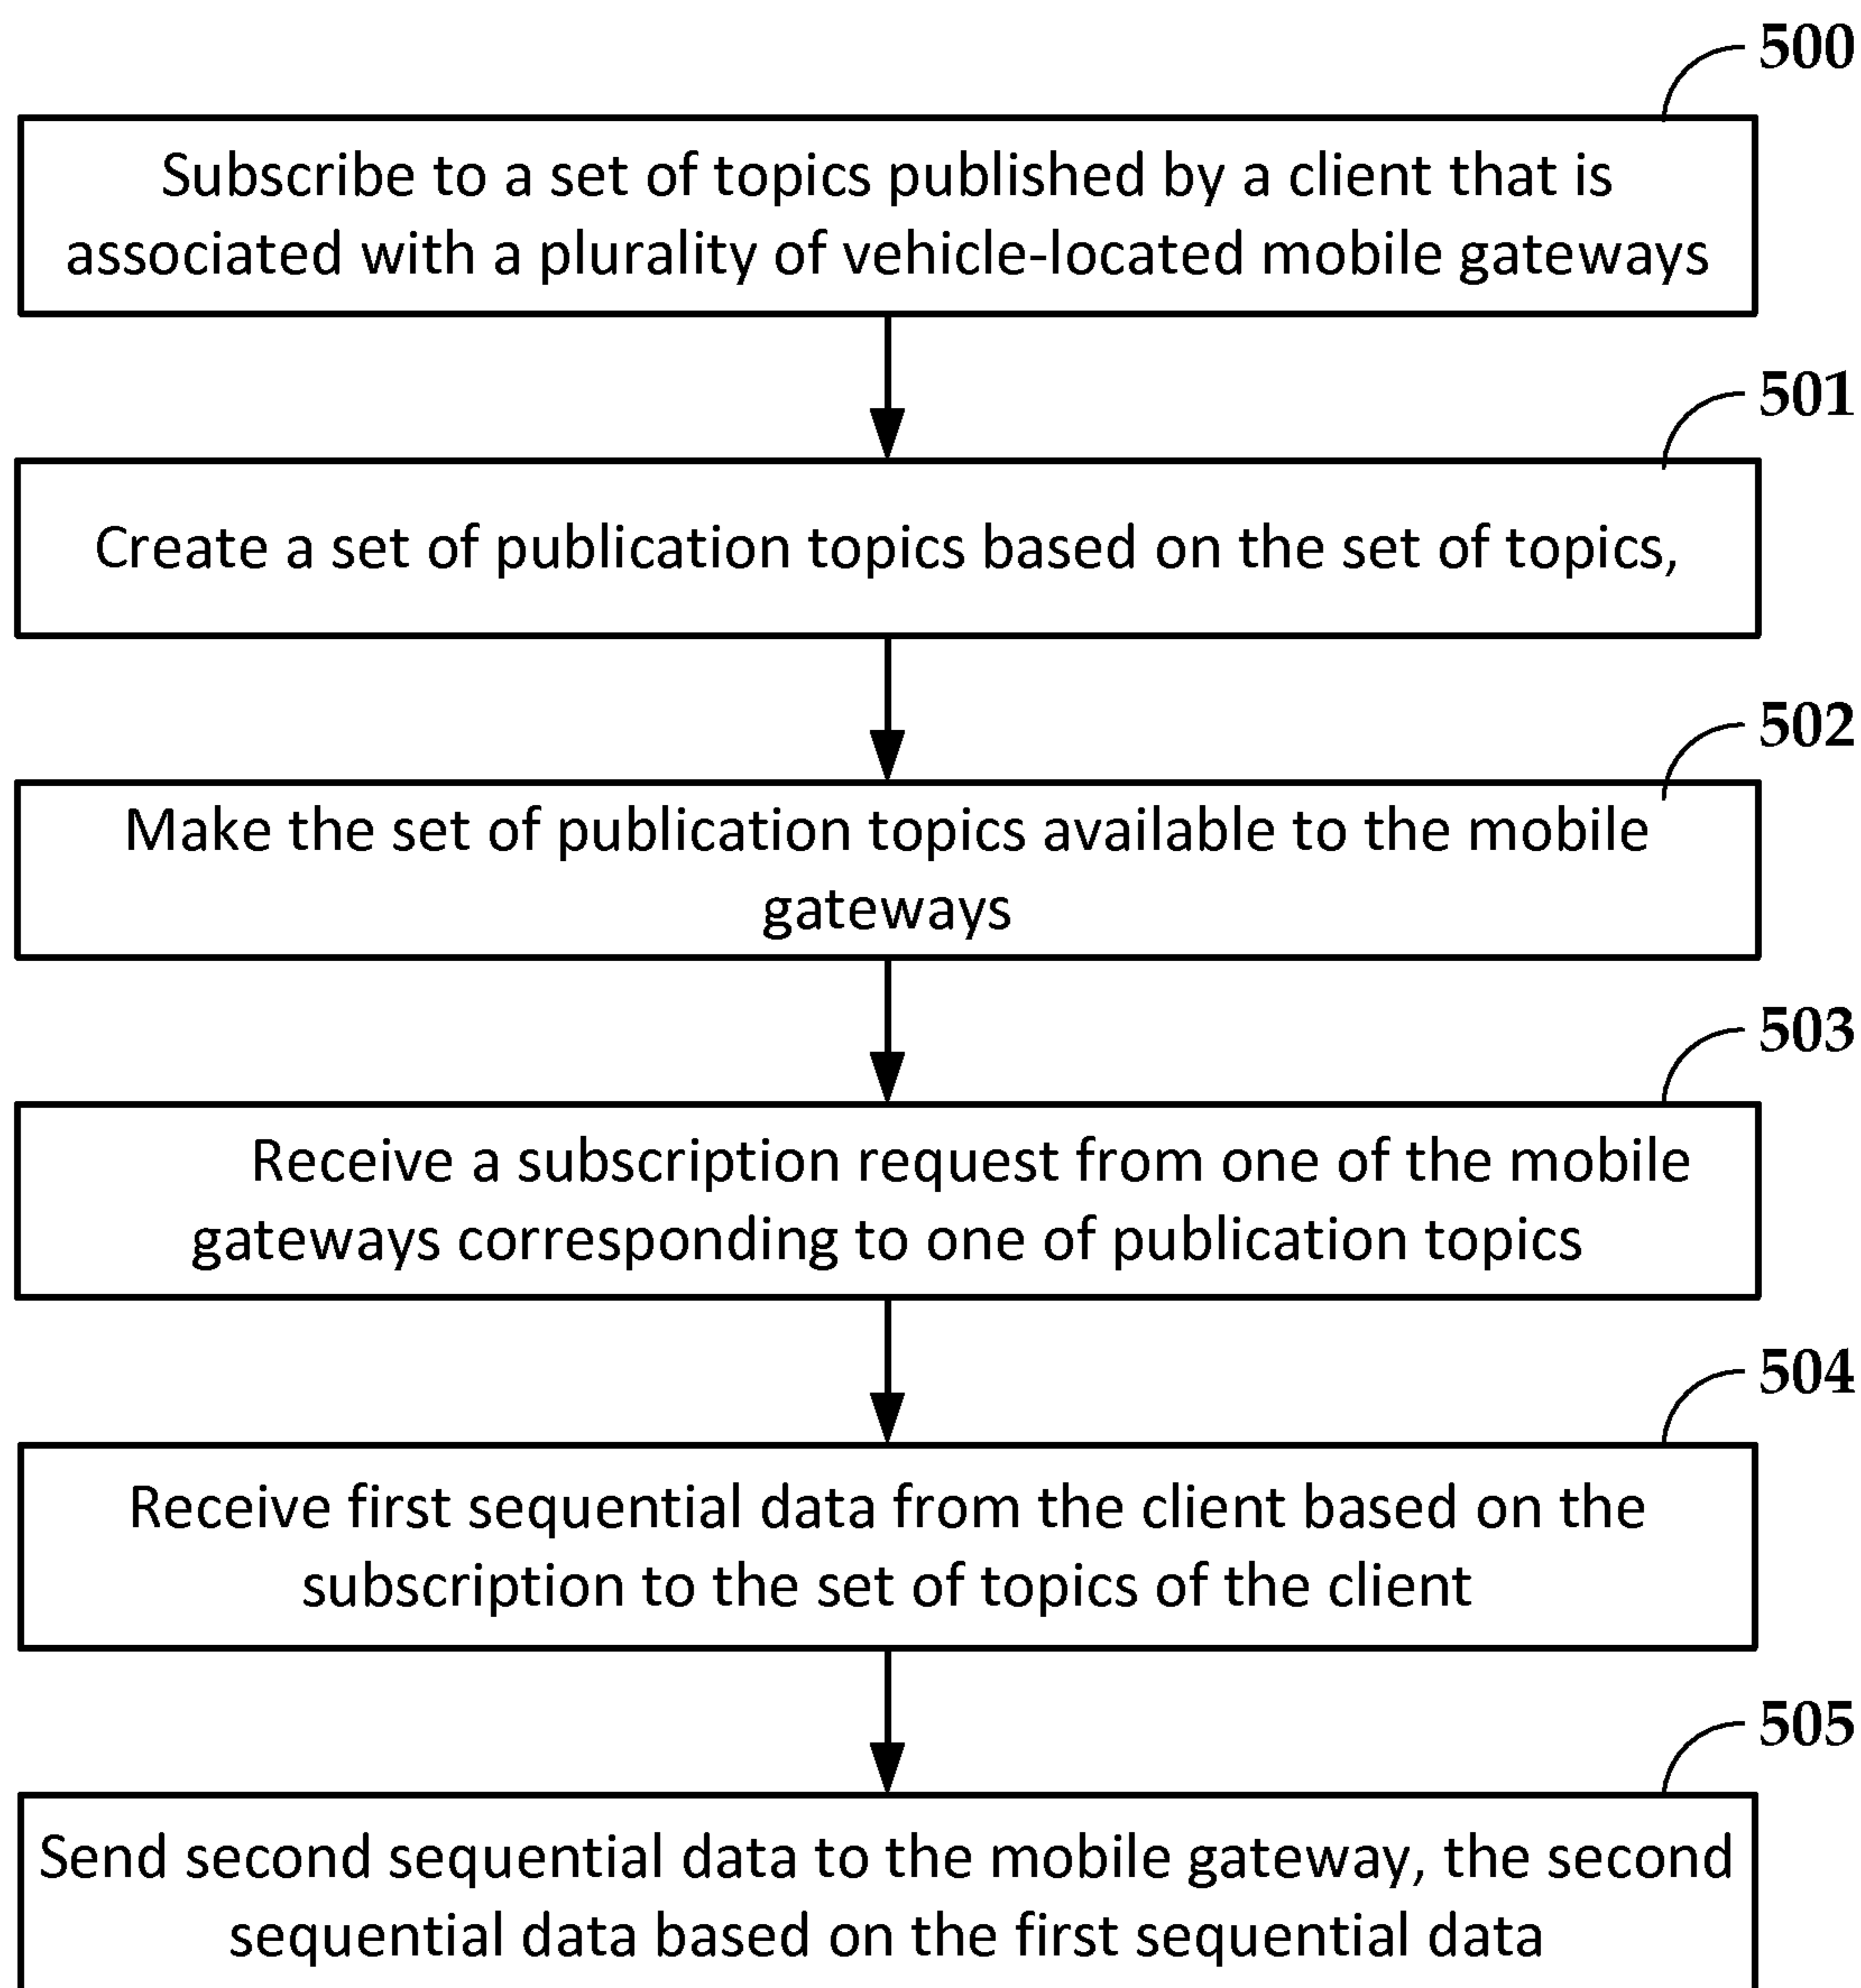 500
Subscribe to a set of topics published by a client that is
associated with a plurality of vehicle-located mobile gateways
501
Create a set of publication topics based on the set of topics,
502
Make the set of publication topics available to the mobile
gateways
503
Receive a subscription request from one of the mobile
gateways corresponding to one of publication topics
504
Receive first sequential data from the client based on the
subscription to the set of topics of the client
505
Send second sequential data to the mobile gateway, the second
sequential data based on the first sequential data